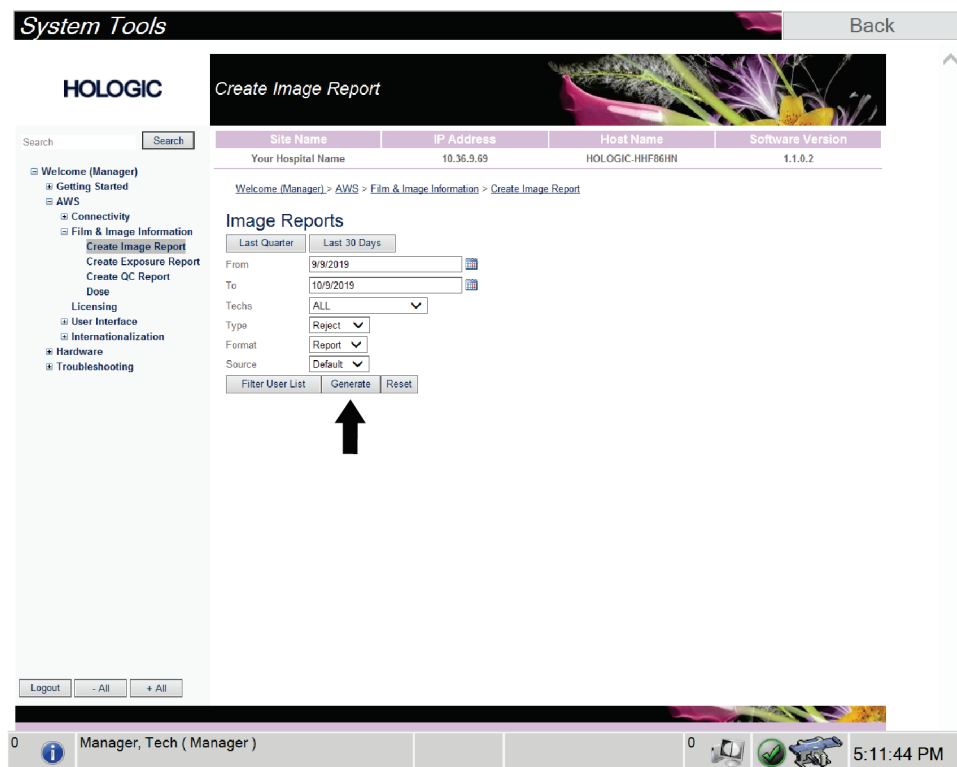 System Tools
Back
HOLOGIC
Create Image Report
Search
Search
Site Name IP Address Host Name Software Version
Your Hospital Name 10.36.9.69 HOLOGIC-HHF86HN 1.1.0.2
Welcome (Manager)
Getting Started
AWS
Connectivity
Film & Image Information
Create Image Report
Create Exposure Report
Create QC Report
Dose
Licensing
User Interface
Internationalization
Hardware
Troubleshooting
Welcome (Manager) > AWS > Film & Image Information > Create Image Report
Image Reports
Last Quarter Last 30 Days
From 9/9/2019
To 10/9/2019
Techs ALL
Type Reject
Format Report
Source Default
Filter User List Generate Reset
Logout - All + All
0 Manager, Tech ( Manager ) 0 5:11:44 PM